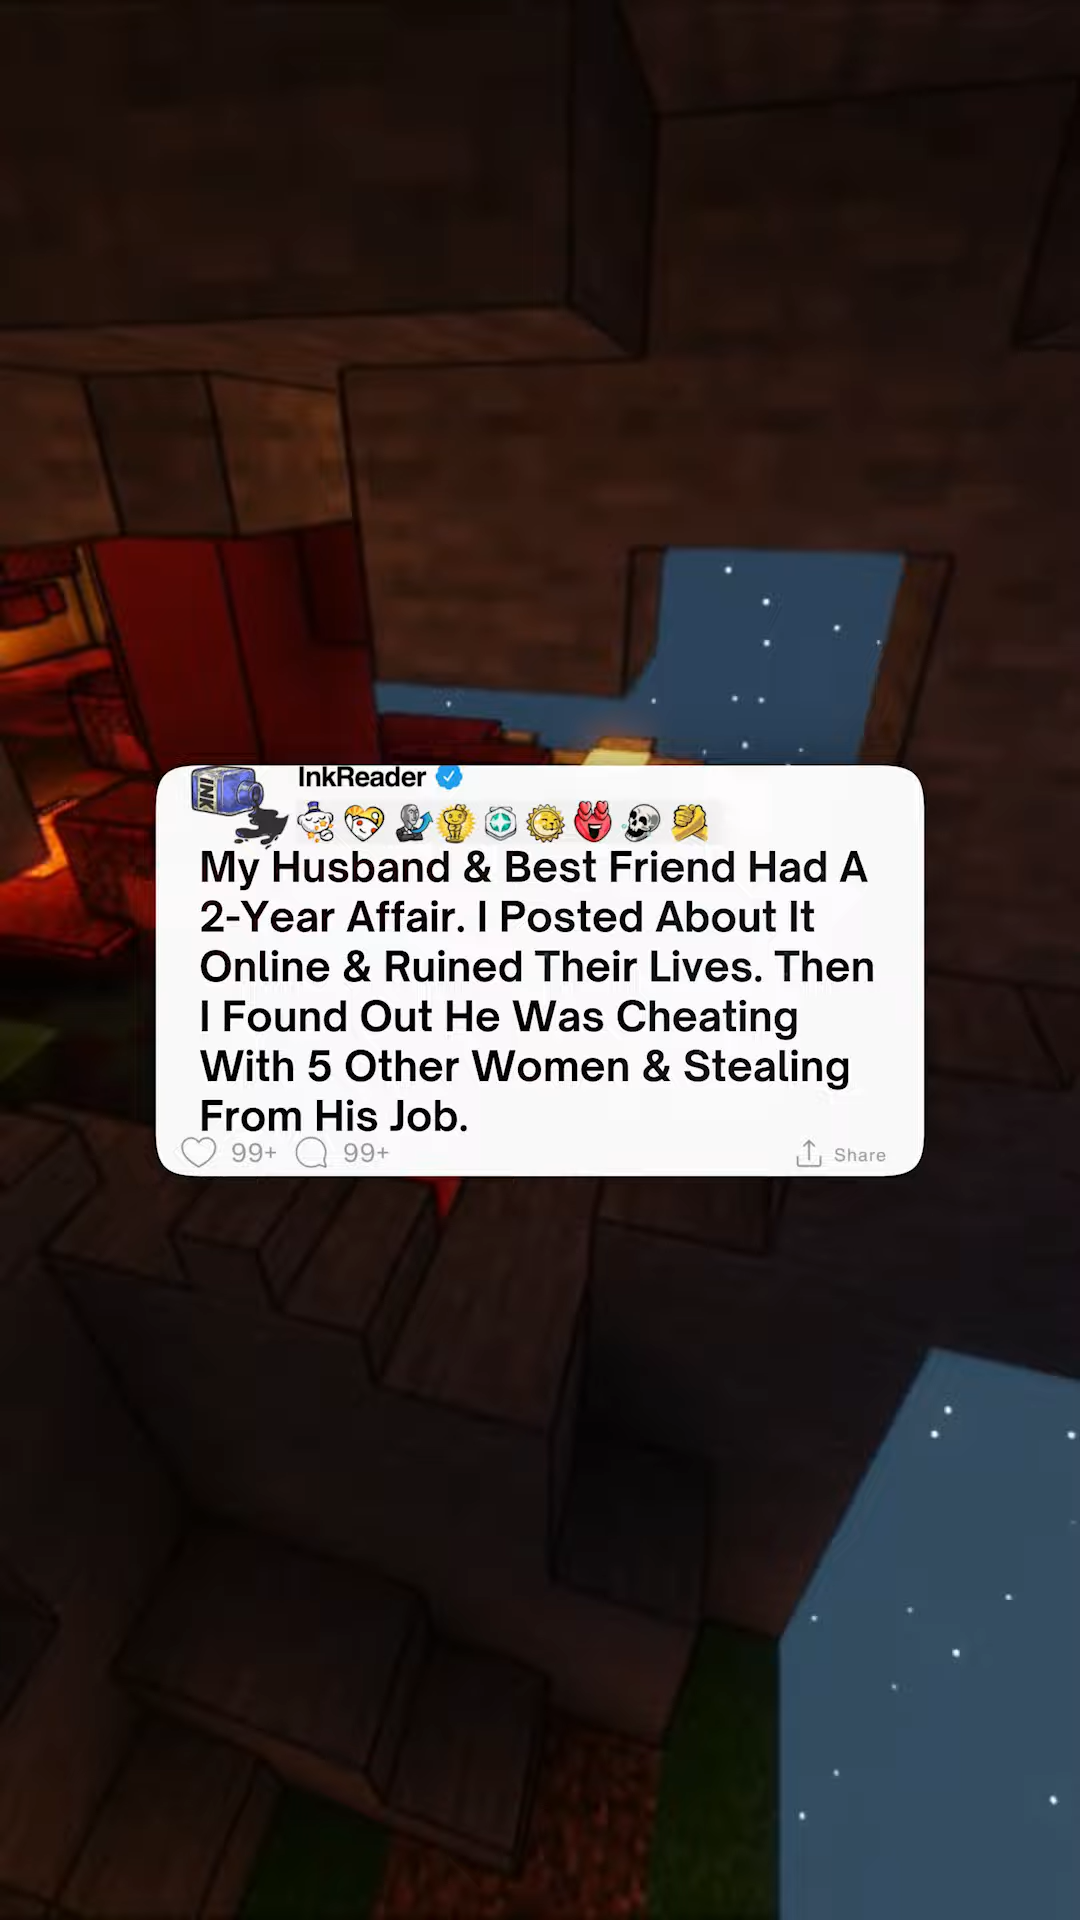 INK
InkReader
My Husband & Best Friend Had A
2-Year Affair. I Posted About It
Online & Ruined Their Lives. Then
I Found Out He Was Cheating
With 5 Other Women & Stealing
From His Job.
99+ 99+ Share